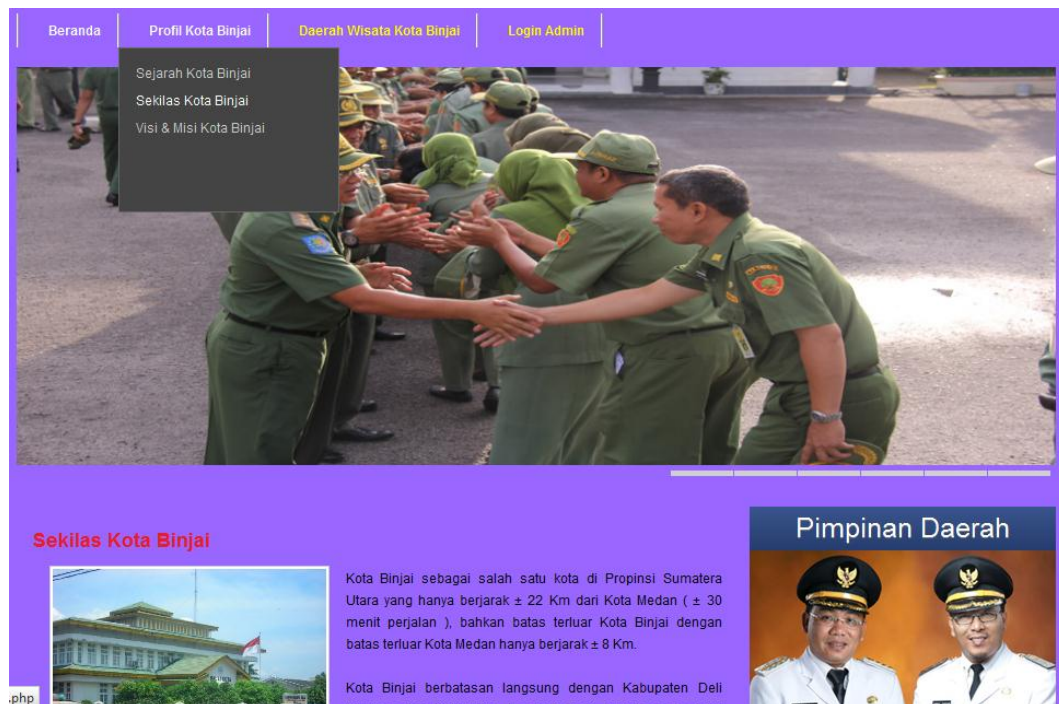 Beranda Profil Kota Binjai Daerah Wisata Kota Binjai Login Admin
Sejarah Kota Binjai
Sekilas Kota Binjai
Visi & Misi Kota Binjai
Sekilas Kota Binjai
Kota Binjai sebagai salah satu kota di Propinsi Sumatera
Utara yang hanya berjarak ± 22 Km dari Kota Medan ( ± 30
menit perjalan ), bahkan batas terluar Kota Binjai dengan
batas terluar Kota Medan hanya berjarak ± 8 Km.
Kota Binjai berbatasan langsung dengan Kabupaten Deli
Pimpinan Daerah
.php